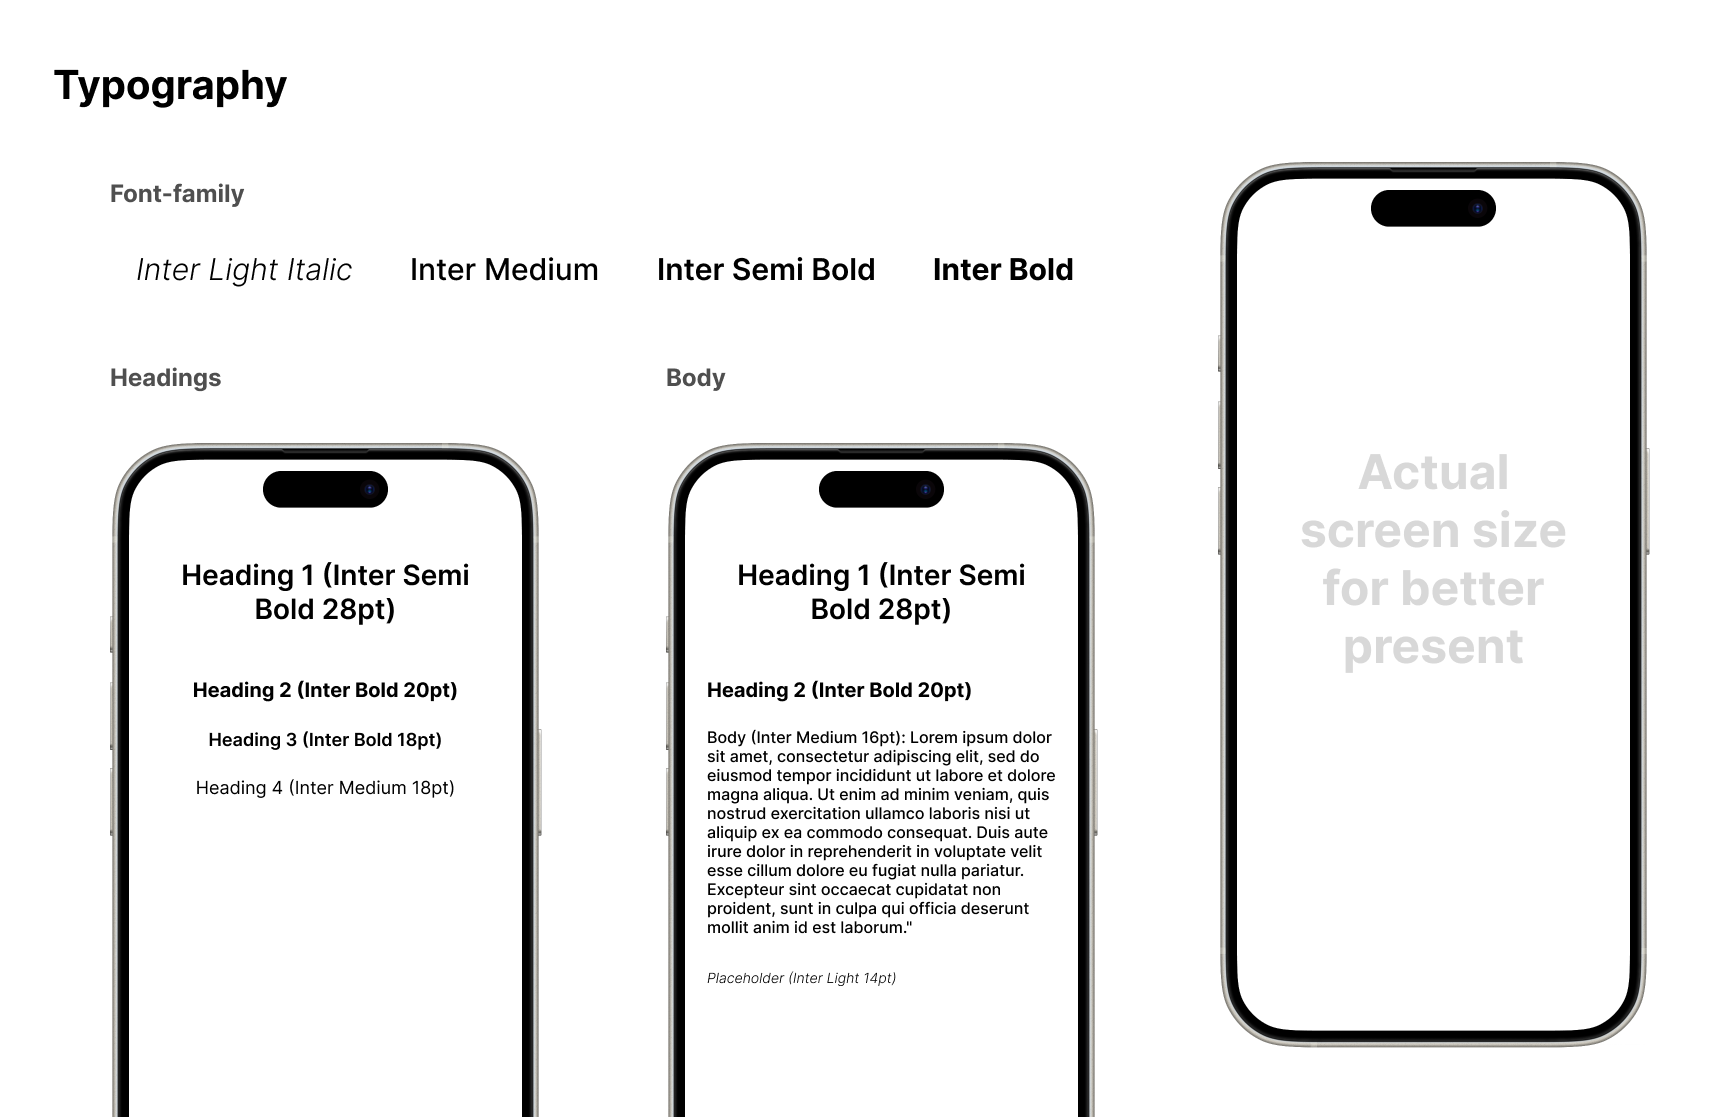 Typography
Font-family
Inter Light Italic
Inter Medium
Inter Semi Bold
Inter Bold
Headings
Heading 1 (Inter Semi
Bold 28pt)
Heading 2 (Inter Bold 20pt)
Heading 3 (Inter Bold 18pt)
Heading 4 (Inter Medium 18pt)
Body
Heading 1 (Inter Semi
Bold 28pt)
Heading 2 (Inter Bold 20pt)
Body (Inter Medium 16pt): Lorem ipsum dolor
sit amet, consectetur adipiscing elit, sed do
eiusmod tempor incididunt ut labore et dolore
magna aliqua. Ut enim ad minim veniam, quis
nostrud exercitation ullamco laboris nisi ut
aliquip ex ea commodo consequat. Duis aute
irure dolor in reprehenderit in voluptate velit
esse cillum dolore eu fugiat nulla pariatur.
Excepteur sint occaecat cupidatat non
proident, sunt in culpa qui officia deserunt
mollit anim id est laborum."
Placeholder (Inter Light 14pt)
Actual
screen size
for better
present